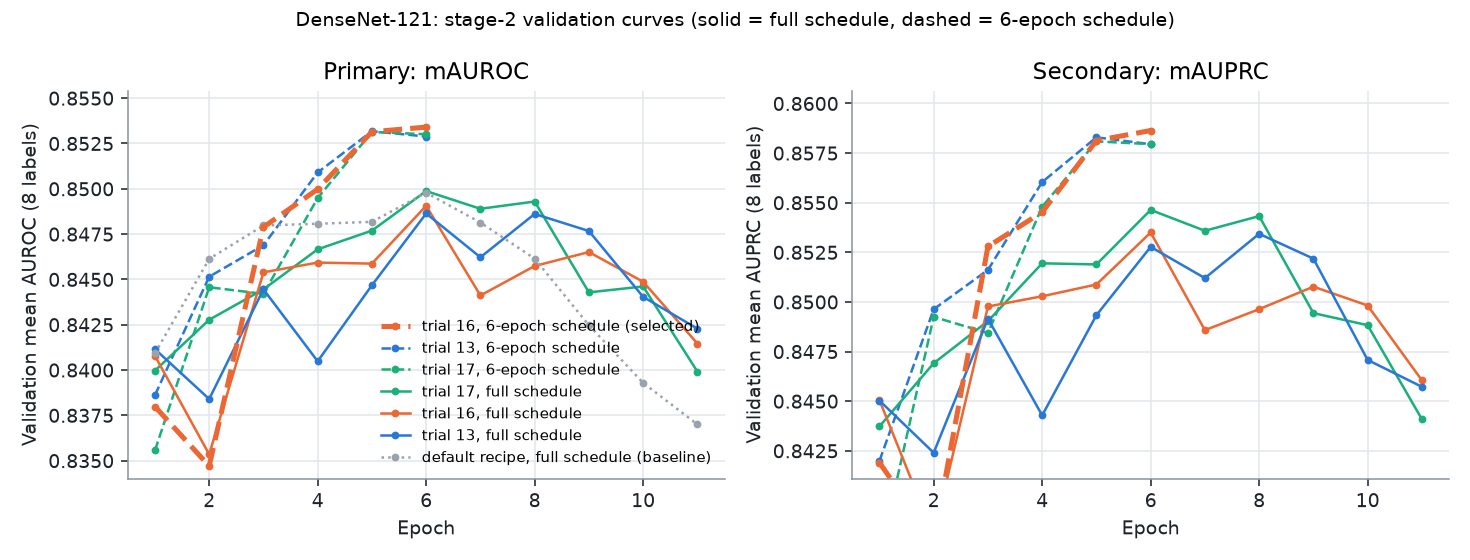 DenseNet-121: stage-2 validation curves (solid = full schedule, dashed = 6-epoch schedule)
Primary: mAUROC
Validation mean AUROC (8 labels)
0.8550
0.8525
0.8500
0.8475
0.8450
0.8425
0.8400
0.8375
0.8350
trial 16, 6-epoch schedule (selected)
trial 13, 6-epoch schedule
trial 17, 6-epoch schedule
trial 17, full schedule
trial 16, full schedule
trial 13, full schedule
default recipe, full schedule (baseline)
2 4 6 8 10
Epoch
Secondary: mAUPRC
Validation mean AUPRC (8 labels)
0.8600
0.8575
0.8550
0.8525
0.8500
0.8475
0.8450
0.8425
2 4 6 8 10
Epoch